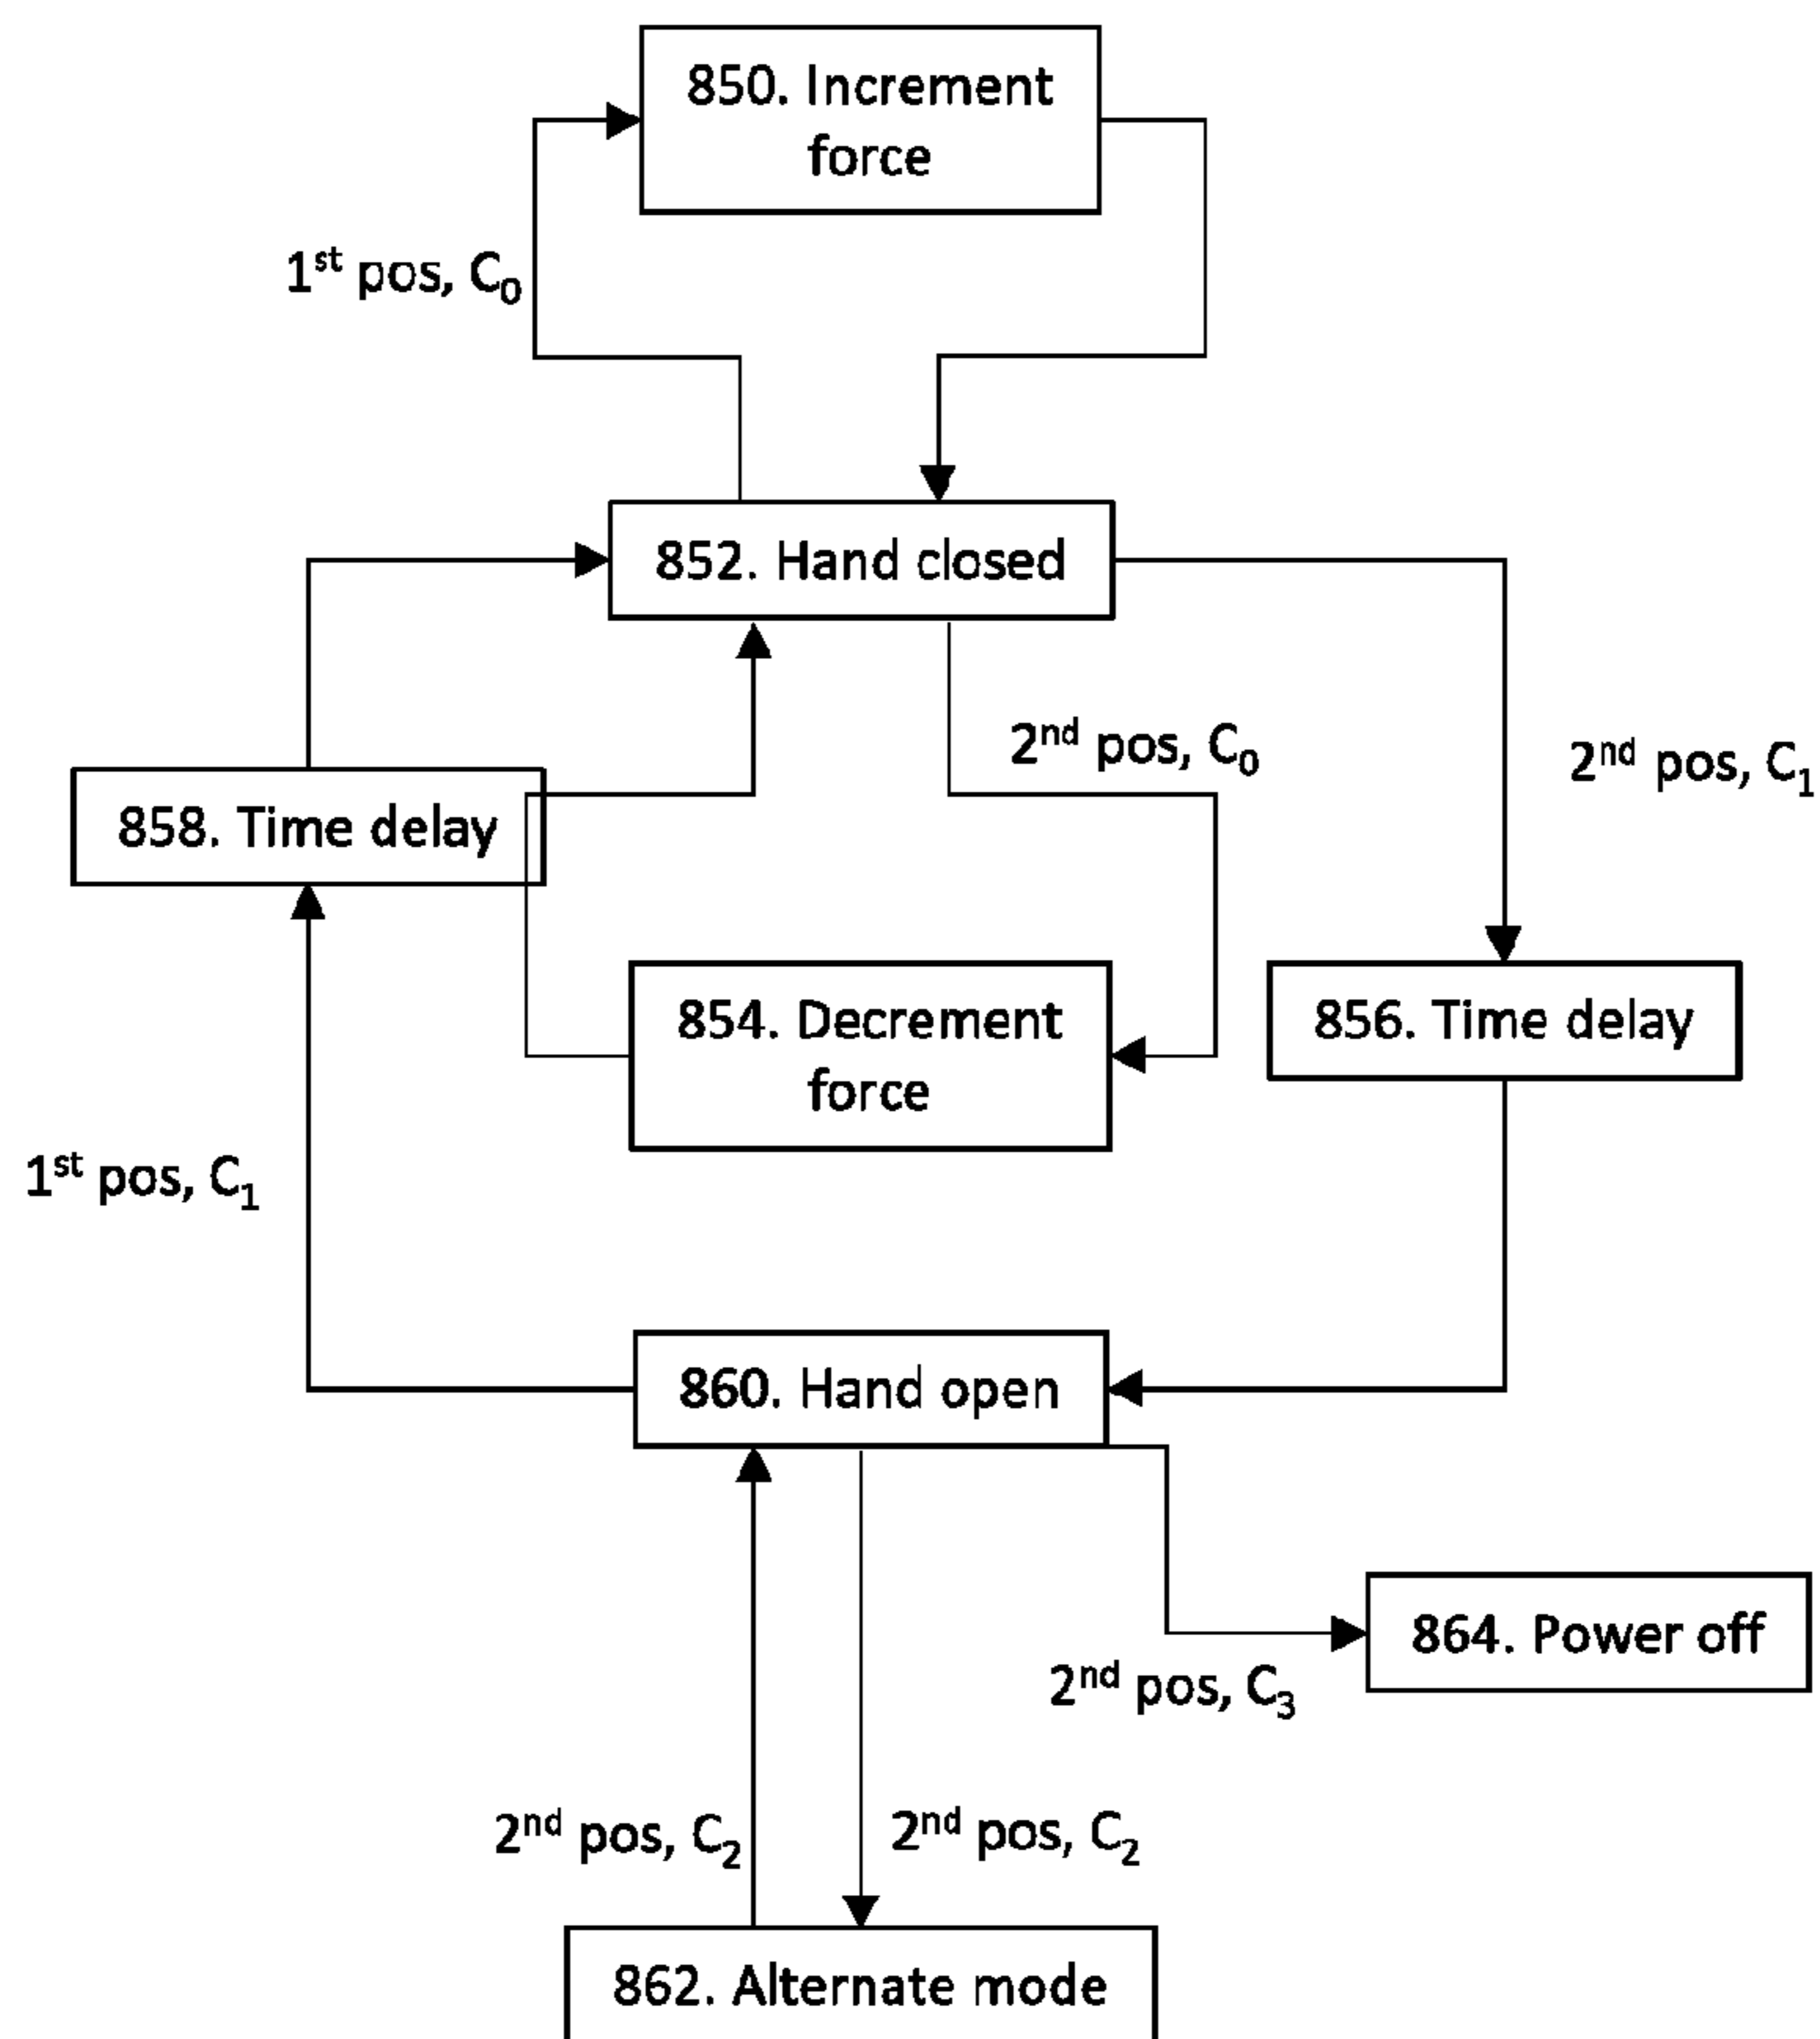 850. Increment
force
1st pos, C0
852. Hand closed
2nd pos, C0
2nd pos, C1
858. Time delay
854. Decrement
force
856. Time delay
1st pos, C1
860. Hand open
864. Power off
2nd pos, C3
2nd pos, C2
2nd pos, C2
862. Alternate mode